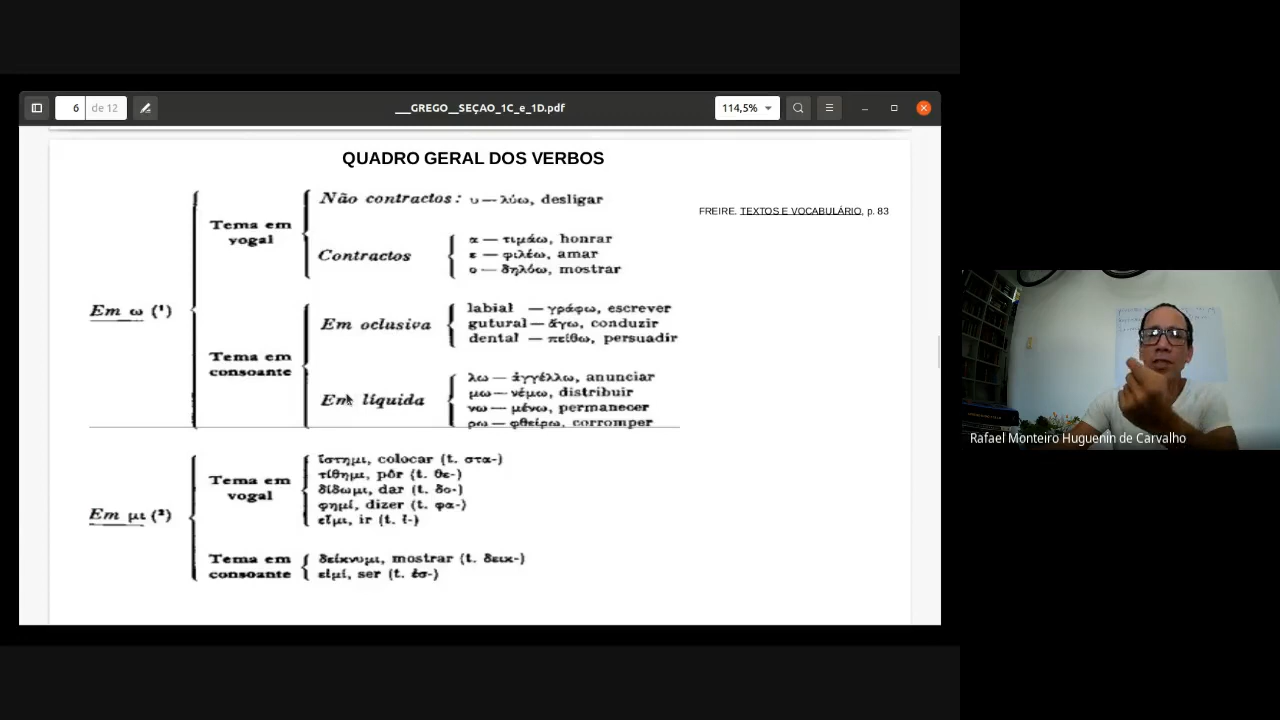 6 de 12
___GREGO__SEÇAO_1C_e_1D.pdf
114,5%
QUADRO GERAL DOS VERBOS
FREIRE. TEXTOS E VOCABULÁRIO, p. 83
Em ω (¹)
Tema em
vogal
Não contractos: υ — λύω, desligar
Contractos
α — τιμάω, honrar
ε — φιλέω, amar
ο — δηλόω, mostrar
Tema em
consoante
Em oclusiva
labial — γράφω, escrever
gutural — ἄγω, conduzir
dental — πείθω, persuadir
Em líquida
λω — ἀγγέλλω, anunciar
μω — νέμω, distribuir
νω — μένω, permanecer
ρω — φθείρω, corromper
Em μι (²)
Tema em
vogal
ἵστημι, colocar (t. στα-)
τίθημι, pôr (t. θε-)
δίδωμι, dar (t. δο-)
φημί, dizer (t. φα-)
εἶμι, ir (t. ἰ-)
Tema em
consoante
δείκνυμι, mostrar (t. δεικ-)
εἰμί, ser (t. ἐσ-)
Rafael Monteiro Huguenin de Carvalho